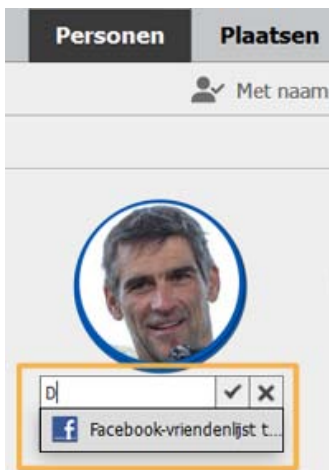 Personen Plaatsen
Met naam
D
Facebook-vriendenlijst t...